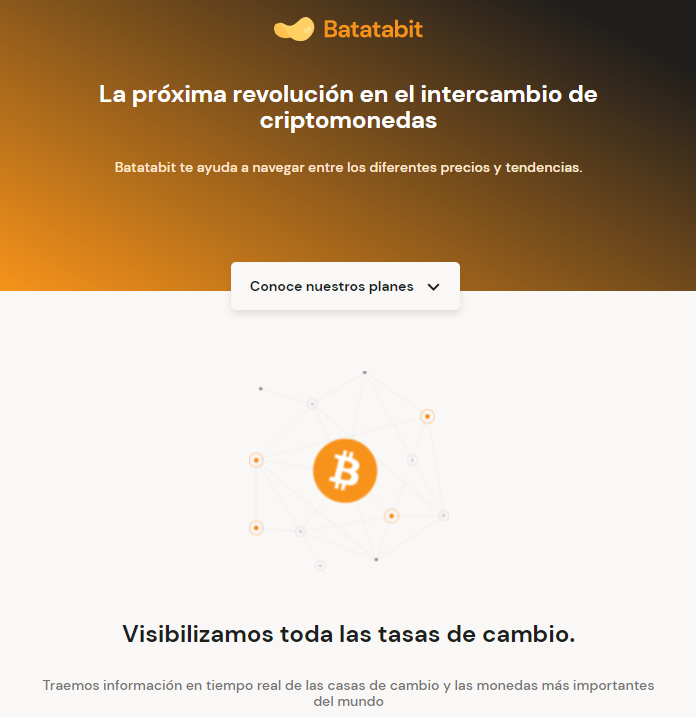 Batatabit
La próxima revolución en el intercambio de
criptomonedas
Batatabit te ayuda a navegar entre los diferentes precios y tendencias.
Conoce nuestros planes
Visibilizamos toda las tasas de cambio.
Traemos información en tiempo real de las casas de cambio y las monedas más importantes
del mundo